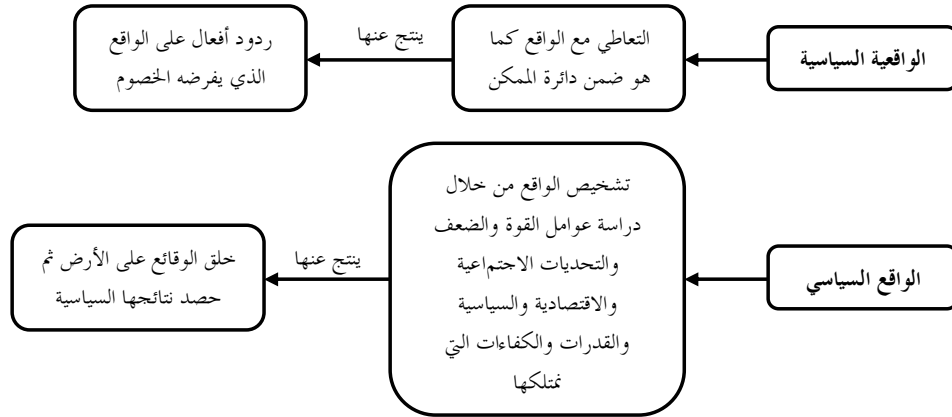 الواقعية السياسية
التعاطي مع الواقع كما
هو ضمن دائرة الممكن
ينتج عنها
ردود أفعال على الواقع
الذي يفرضه الخصوم
الواقع السياسي
تشخيص الواقع من خلال
دراسة عوامل القوة والضعف
والتحديات الاجتماعية
والاقتصادية والسياسية
والقدرات والكفاءات التي
نمتلكها
ينتج عنها
خلق الوقائع على الأرض ثم
حصد نتائجها السياسية